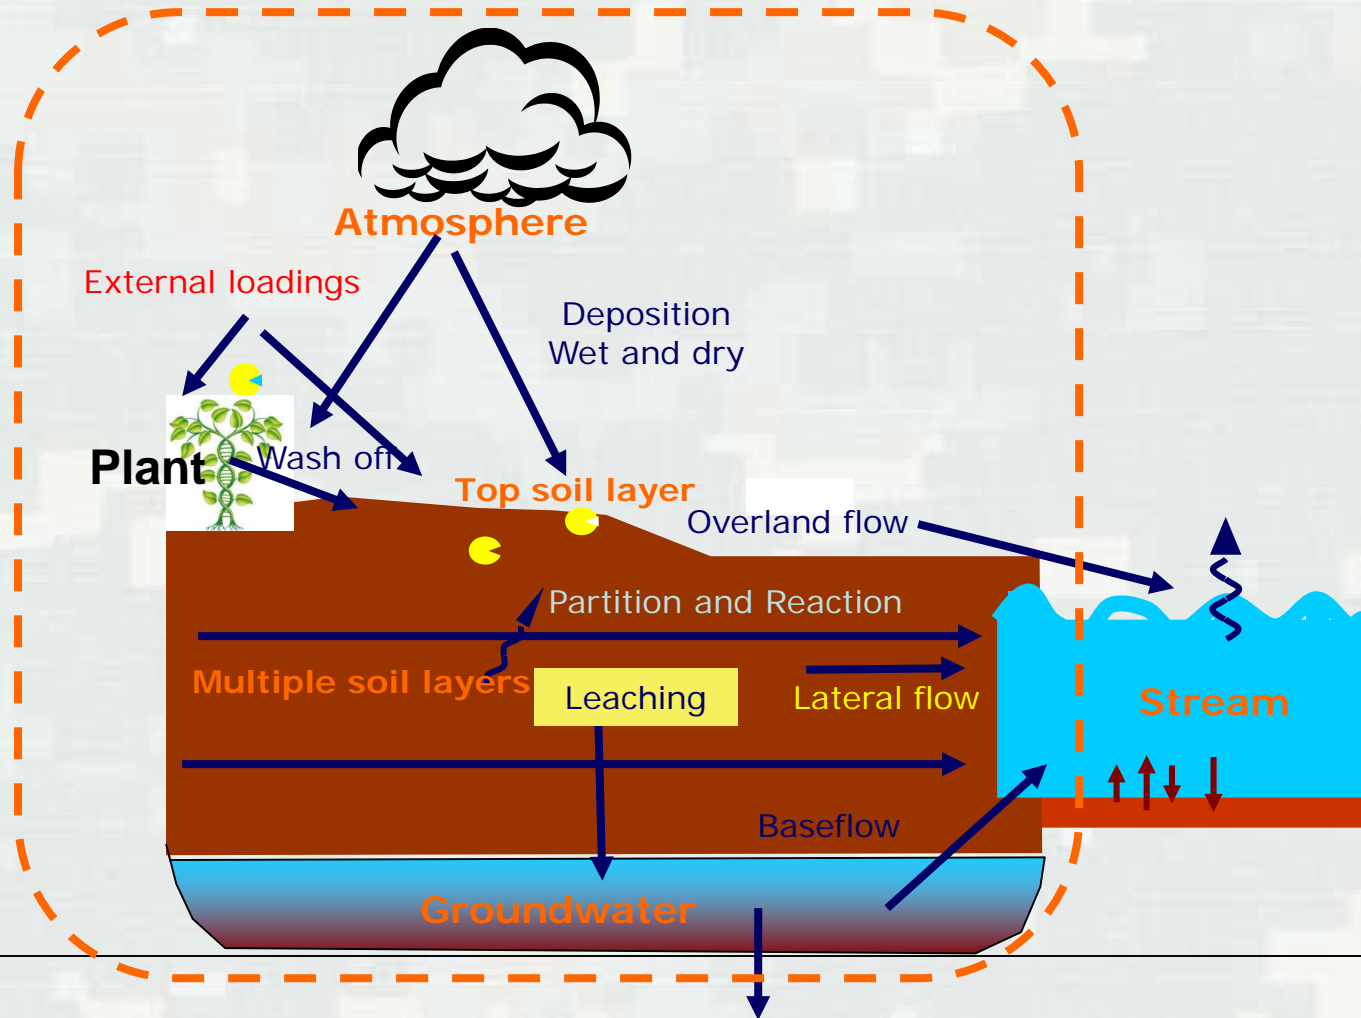 Atmosphere
External loadings
Deposition
Wet and dry
Plant
Wash off
Top soil layer
Overland flow
Partition and Reaction
Multiple soil layers
Leaching
Lateral flow
Stream
Baseflow
Groundwater